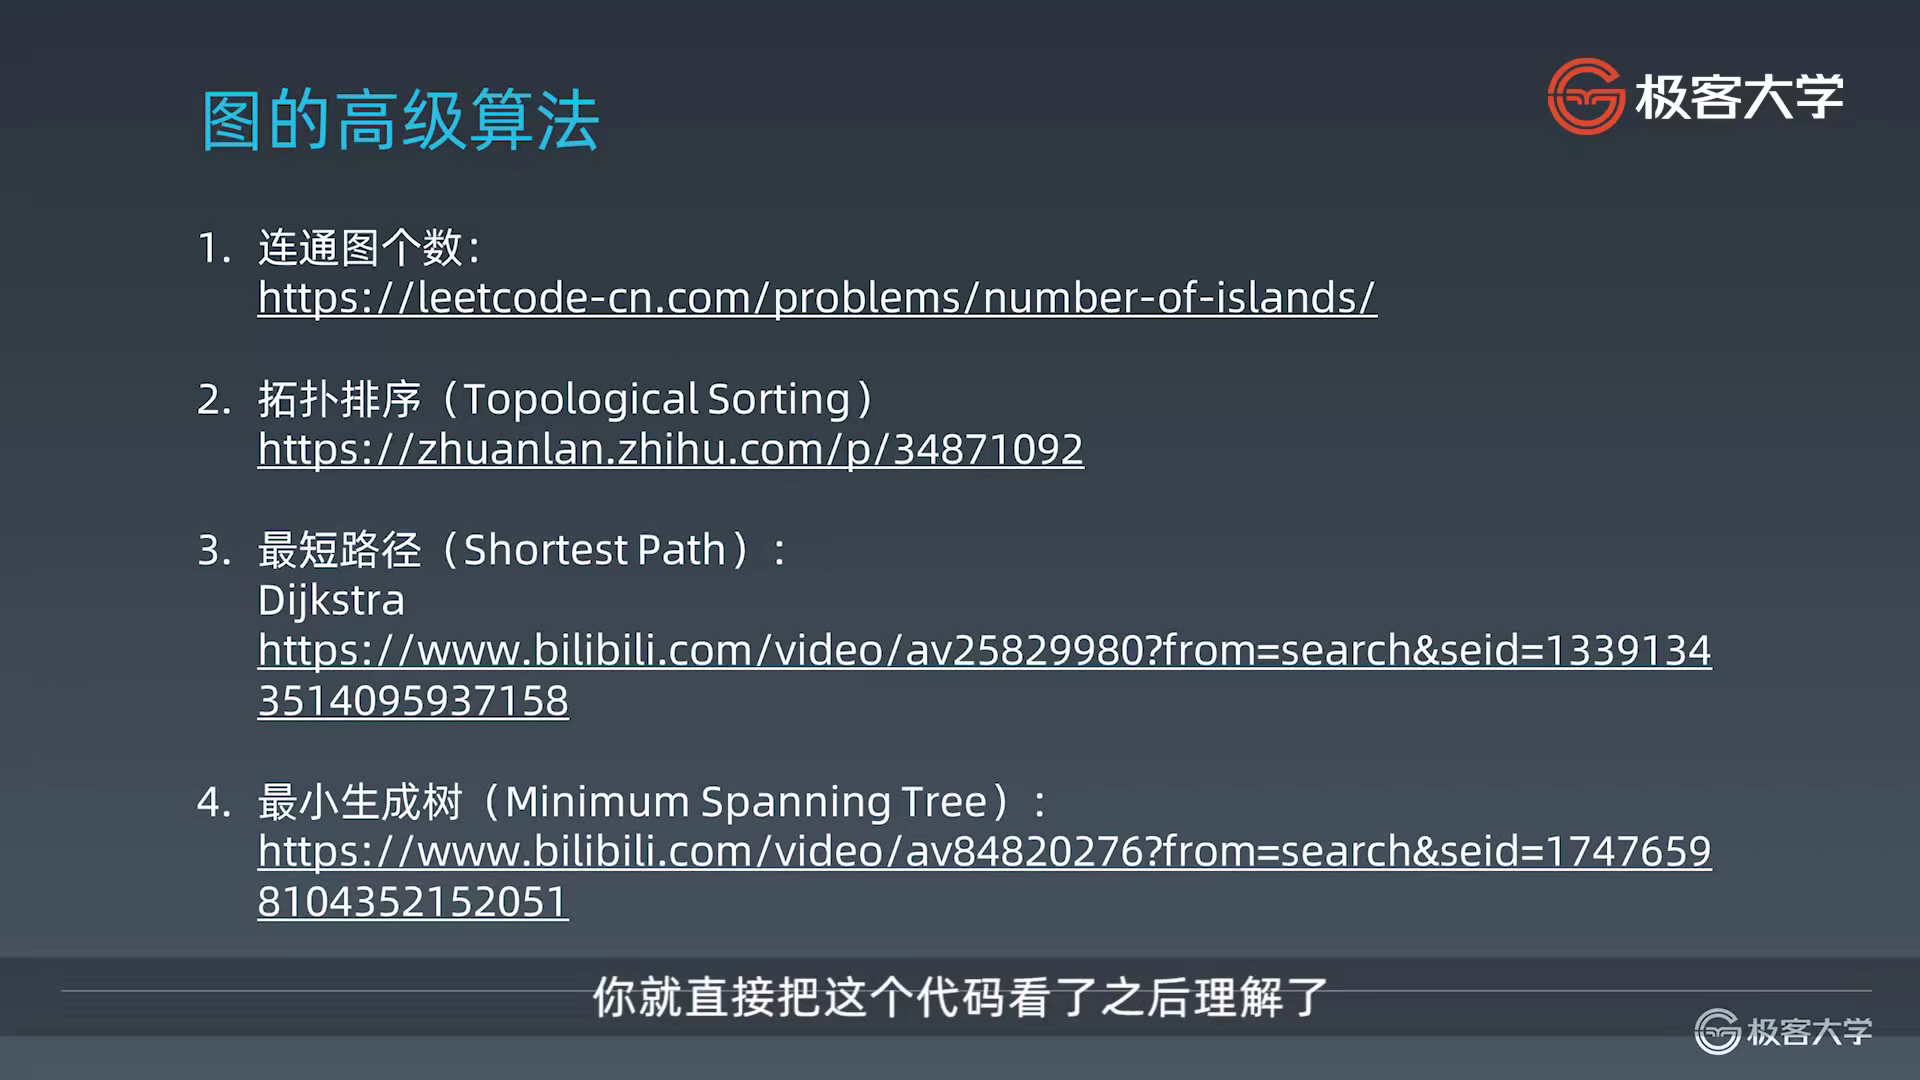 图的高级算法
极客大学
1. 连通图个数：
https://leetcode-cn.com/problems/number-of-islands/
2. 拓扑排序（Topological Sorting）
https://zhuanlan.zhihu.com/p/34871092
3. 最短路径（Shortest Path）：
Dijkstra
https://www.bilibili.com/video/av25829980?from=search&seid=1339134
3514095937158
4. 最小生成树（Minimum Spanning Tree）：
https://www.bilibili.com/video/av84820276?from=search&seid=1747659
8104352152051
你就直接把这个代码看了之后理解了
极客大学